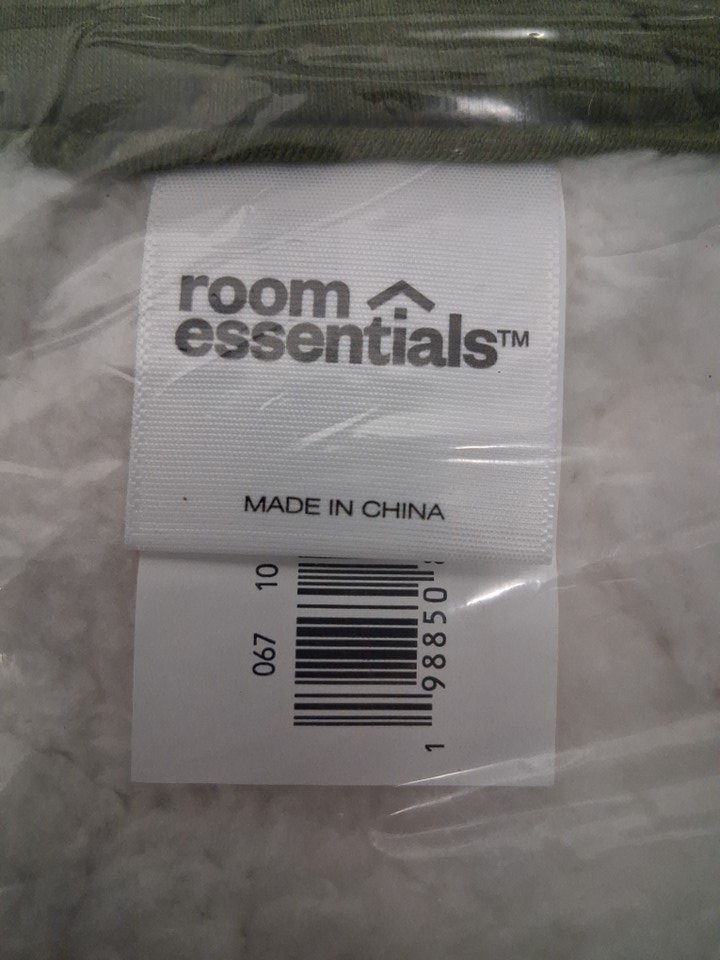 room
essentials™
MADE IN CHINA
067 10
1 98850